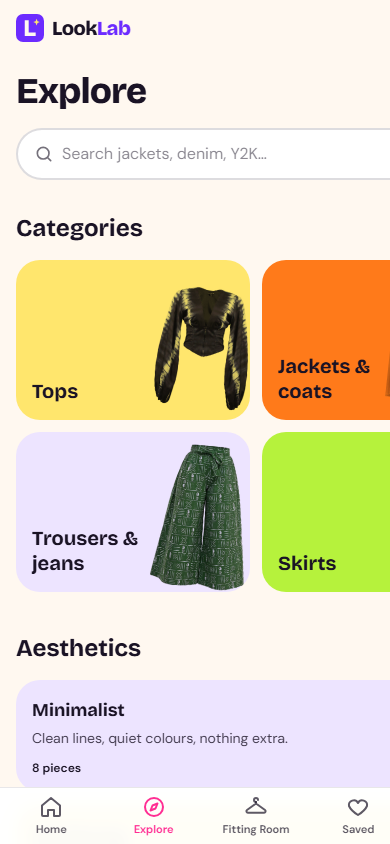 LookLab
Explore
Search jackets, denim, Y2K...
Categories
Tops
Jackets &
coats
Trousers &
jeans
Skirts
Aesthetics
Minimalist
Clean lines, quiet colours, nothing extra.
8 pieces
Home
Explore
Fitting Room
Saved